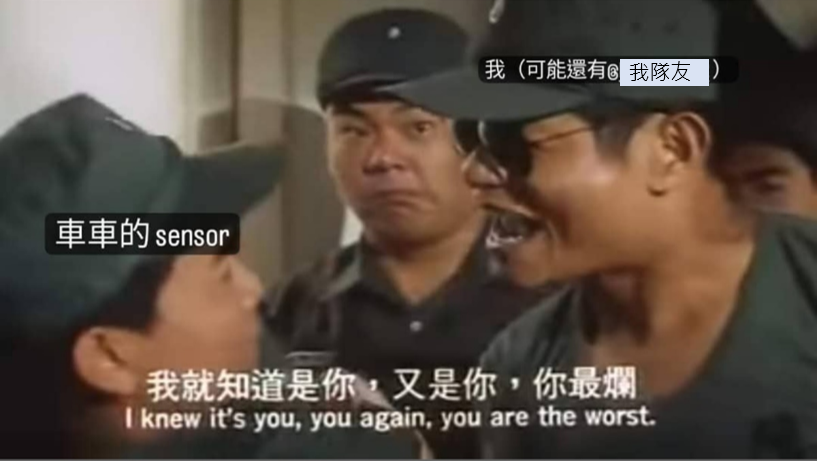 我（可能還有@我隊友）
車車的sensor
我就知道是你，又是你，你最爛
I knew it's you, you again, you are the worst.